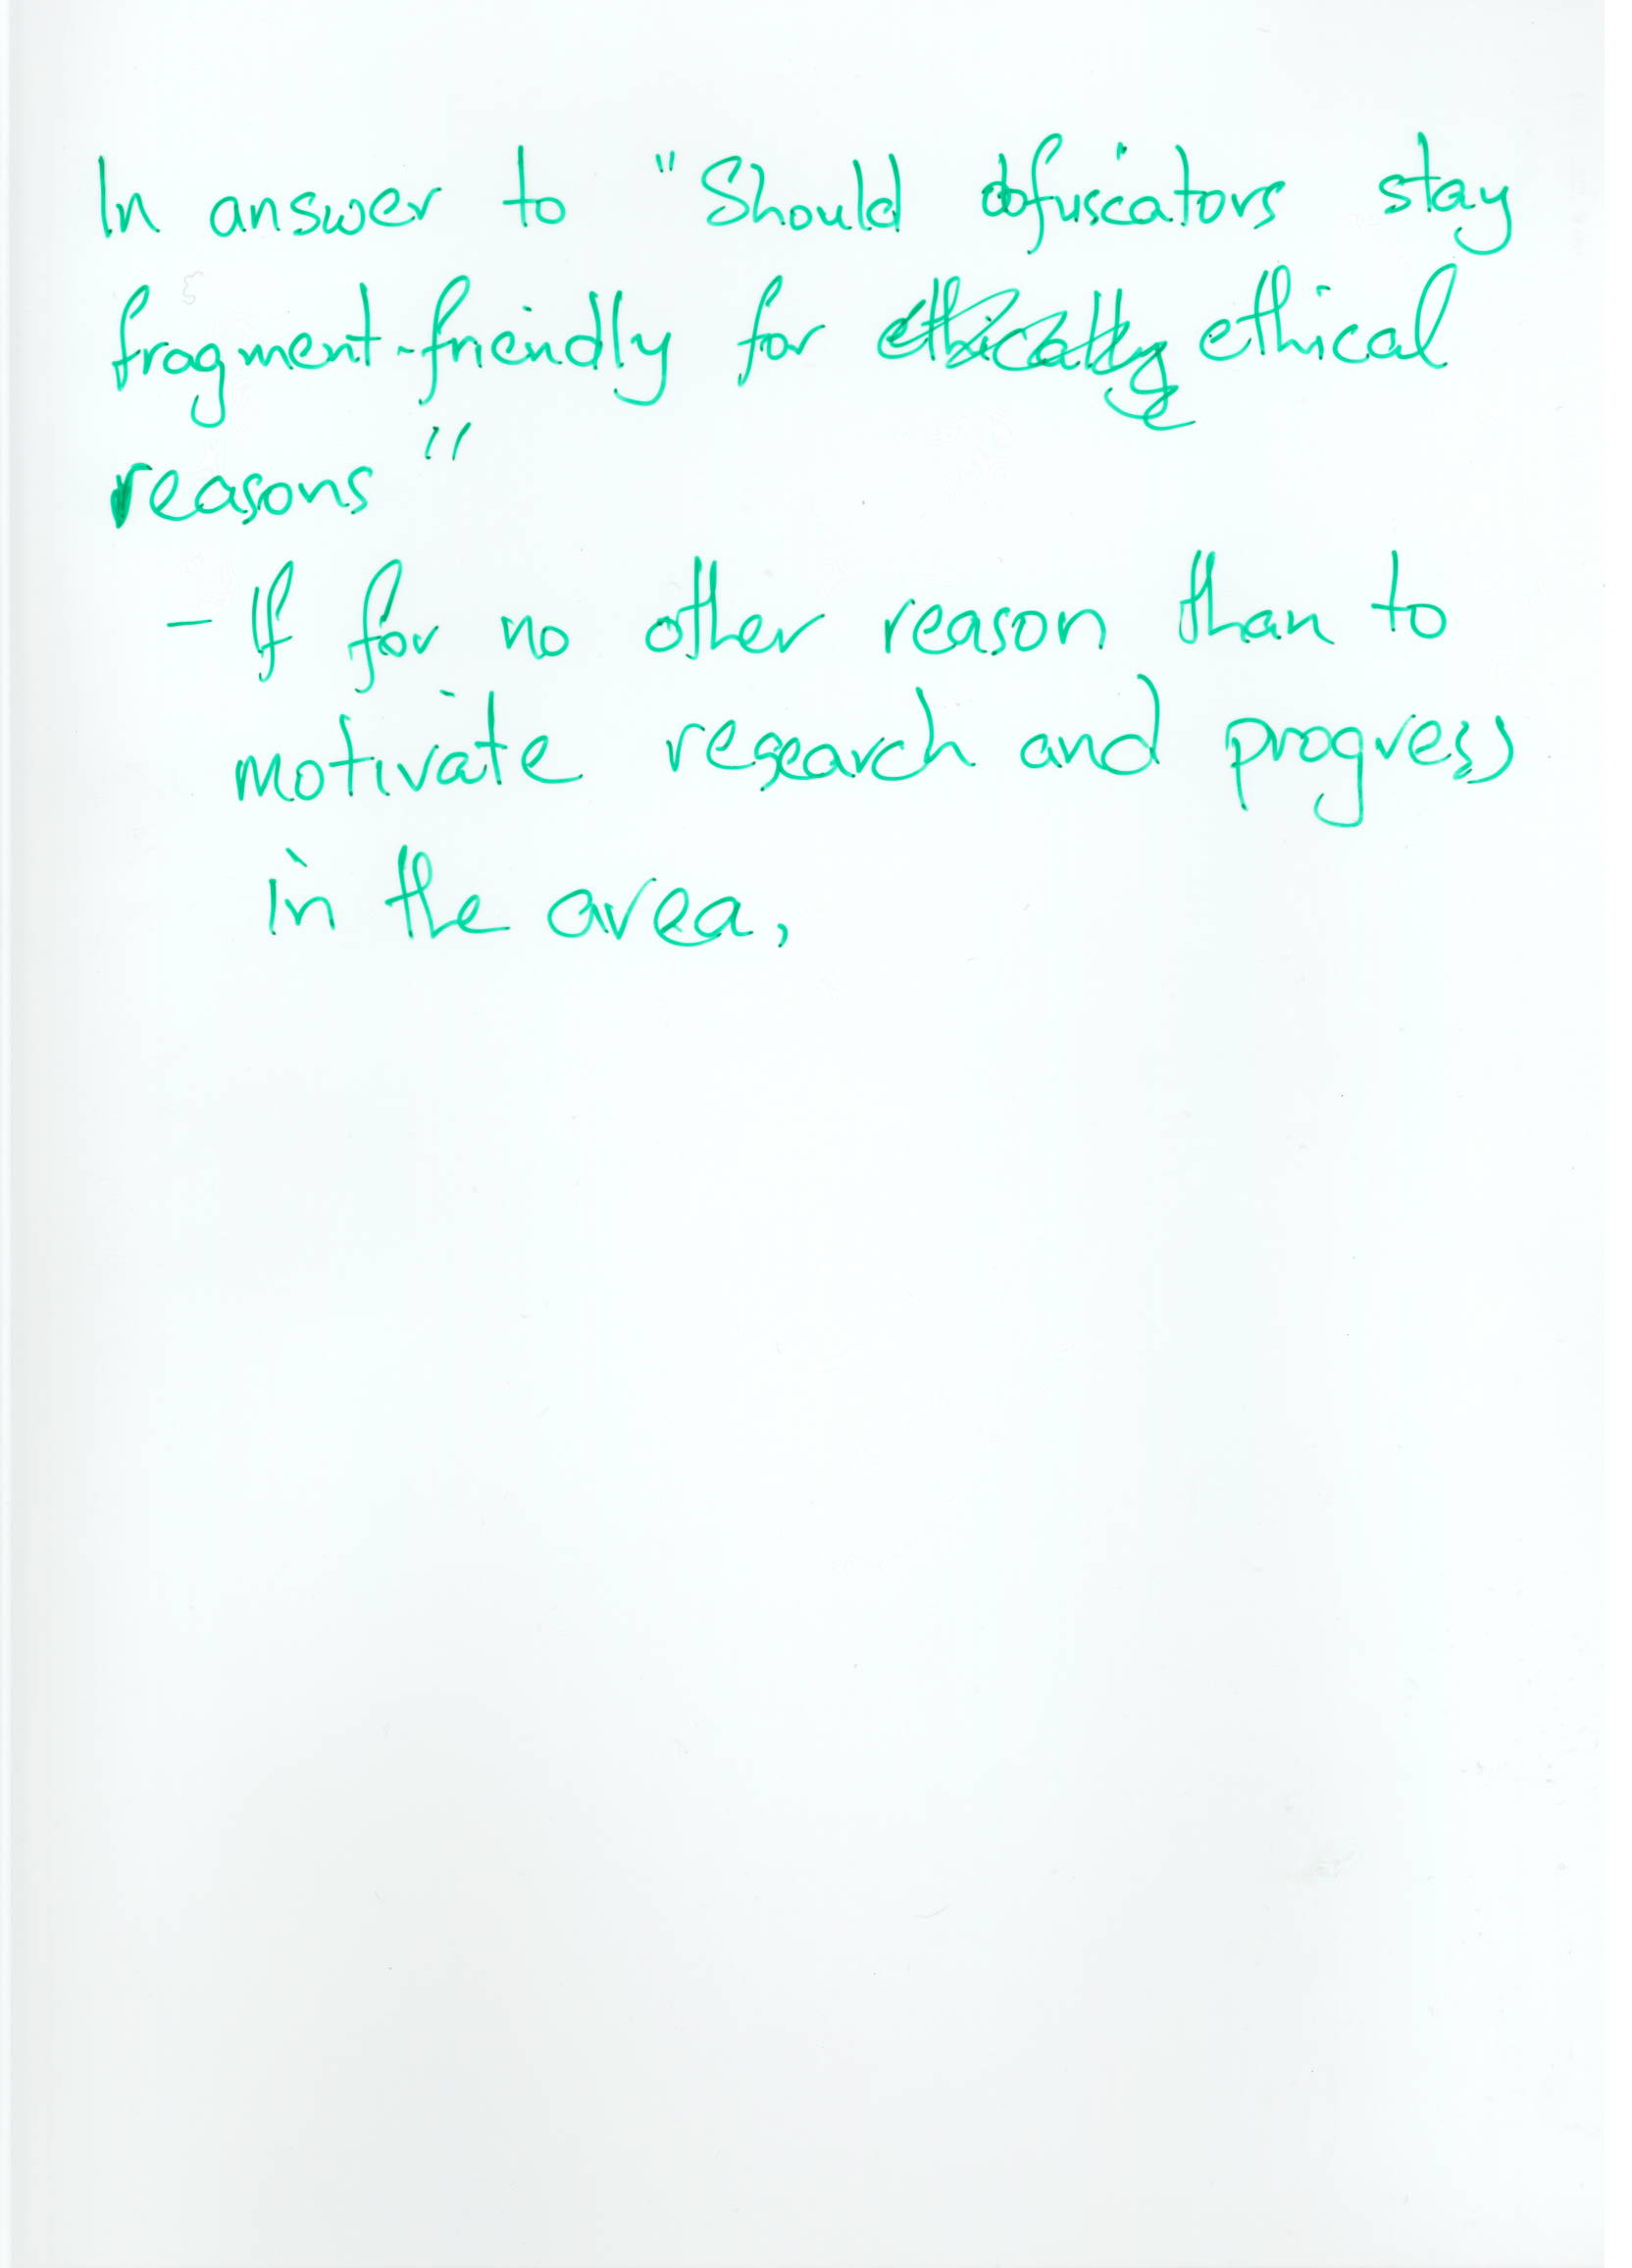 In answer to "Should obfuscators stay
fragment-friendly for ethically ethical
reasons"
- If for no other reason than to
motivate research and progress
in the area,